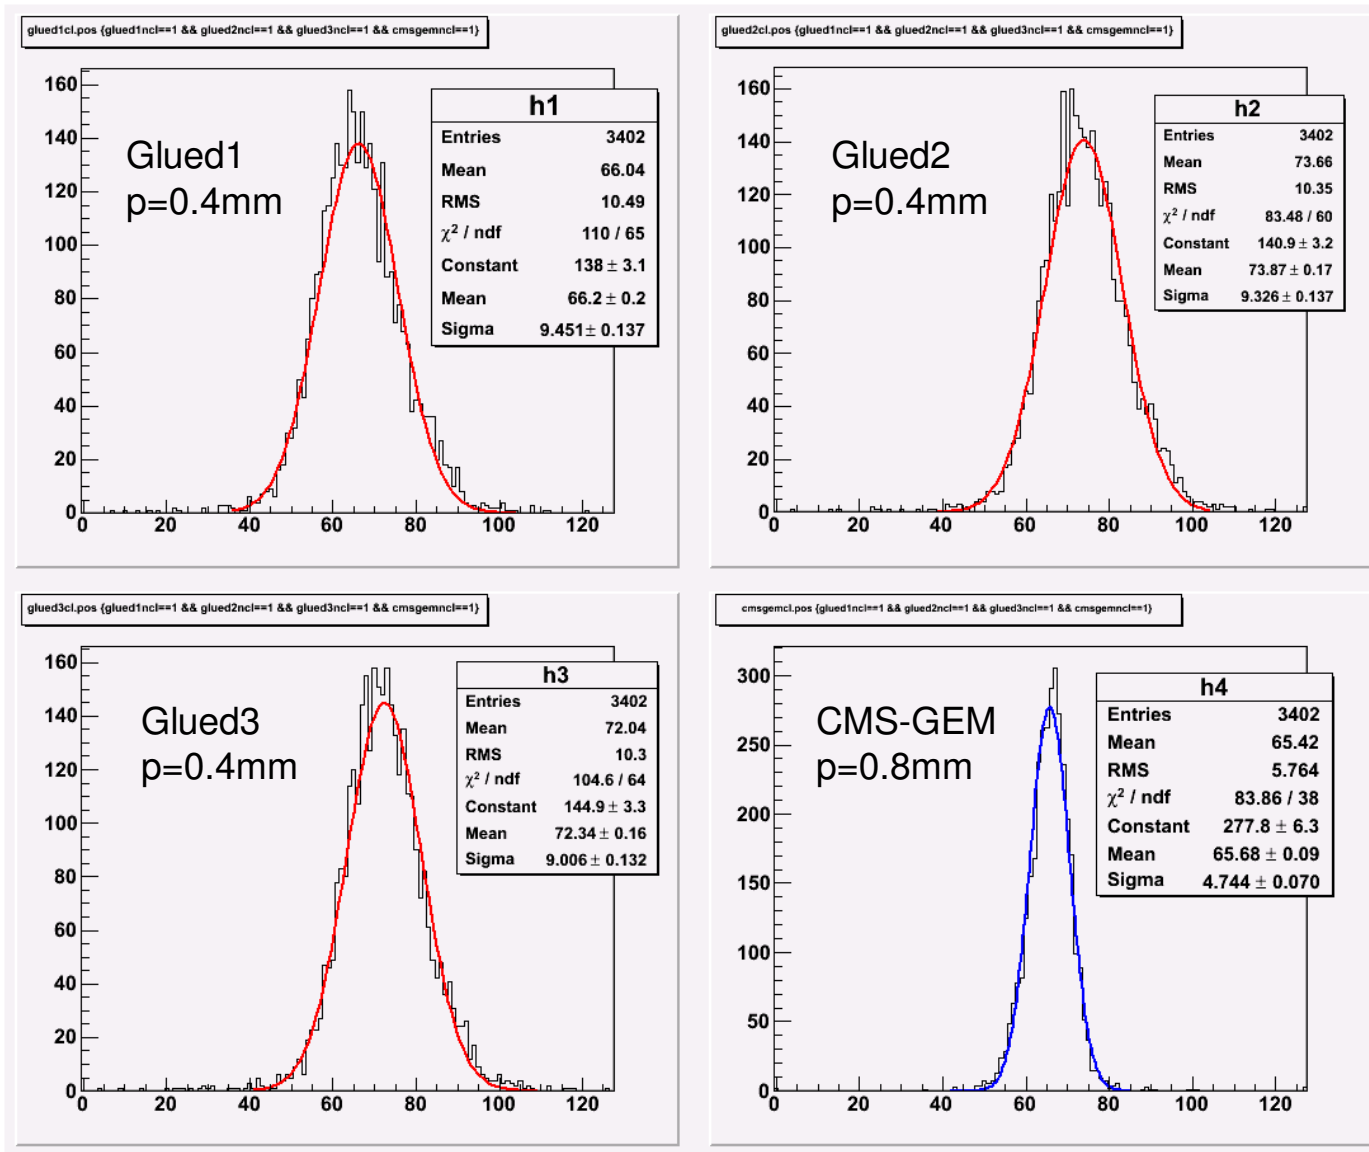 glued1cl.pos {glued1ncl==1 && glued2ncl==1 && glued3ncl==1 && cmsgemncl==1}
160
140
120
100
80
60
40
20
0
0 20 40 60 80 100 120
Glued1
p=0.4mm
h1
Entries 3402
Mean 66.04
RMS 10.49
χ² / ndf 110 / 65
Constant 138 ± 3.1
Mean 66.2 ± 0.2
Sigma 9.451 ± 0.137
glued2cl.pos {glued1ncl==1 && glued2ncl==1 && glued3ncl==1 && cmsgemncl==1}
160
140
120
100
80
60
40
20
0
0 20 40 60 80 100 120
Glued2
p=0.4mm
h2
Entries 3402
Mean 73.66
RMS 10.35
χ² / ndf 83.48 / 60
Constant 140.9 ± 3.2
Mean 73.87 ± 0.17
Sigma 9.326 ± 0.137
glued3cl.pos {glued1ncl==1 && glued2ncl==1 && glued3ncl==1 && cmsgemncl==1}
160
140
120
100
80
60
40
20
0
0 20 40 60 80 100 120
Glued3
p=0.4mm
h3
Entries 3402
Mean 72.04
RMS 10.3
χ² / ndf 104.6 / 64
Constant 144.9 ± 3.3
Mean 72.34 ± 0.16
Sigma 9.006 ± 0.132
cmsgemcl.pos {glued1ncl==1 && glued2ncl==1 && glued3ncl==1 && cmsgemncl==1}
300
250
200
150
100
50
0
0 20 40 60 80 100 120
CMS-GEM
p=0.8mm
h4
Entries 3402
Mean 65.42
RMS 5.764
χ² / ndf 83.86 / 38
Constant 277.8 ± 6.3
Mean 65.68 ± 0.09
Sigma 4.744 ± 0.070